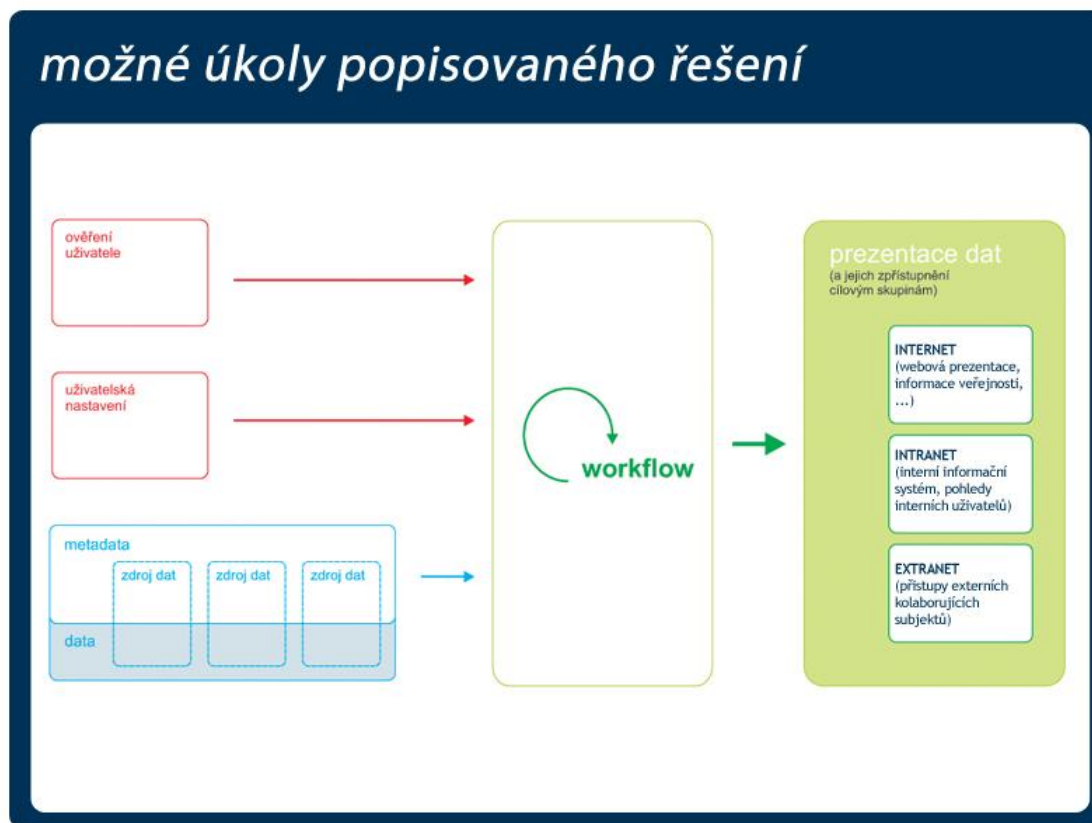 možné úkoly popisovaného řešení
ověření
uživatele
uživatelská
nastavení
metadata
zdroj dat
zdroj dat
zdroj dat
data
workflow
prezentace dat
(a jejich zpřístupnění
cílovým skupinám)
INTERNET
(webová prezentace,
informace veřejnosti,
...)
INTRANET
(interní informační
systém, pohledy
interních uživatelů)
EXTRANET
(přístupy externích
kolaborujících
subjektů)